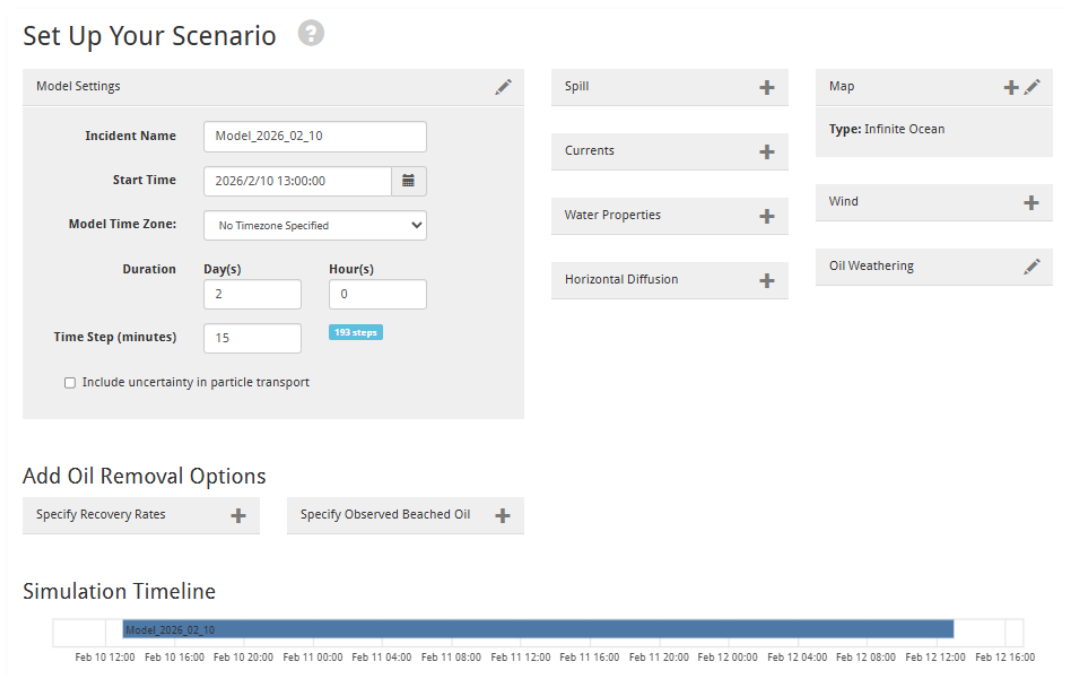 Set Up Your Scenario ?
Model Settings
Incident Name Model_2026_02_10
Start Time 2026/2/10 13:00:00
Model Time Zone: No Timezone Specified
Duration Day(s) Hour(s)
2 0
Time Step (minutes) 15 193 steps
Include uncertainty in particle transport
Spill
Currents
Water Properties
Horizontal Diffusion
Map
Type: Infinite Ocean
Wind
Oil Weathering
Add Oil Removal Options
Specify Recovery Rates
Specify Observed Beached Oil
Simulation Timeline
Model_2026_02_10
Feb 10 12:00 Feb 10 16:00 Feb 10 20:00 Feb 11 00:00 Feb 11 04:00 Feb 11 08:00 Feb 11 12:00 Feb 11 16:00 Feb 11 20:00 Feb 12 00:00 Feb 12 04:00 Feb 12 08:00 Feb 12 12:00 Feb 12 16:00